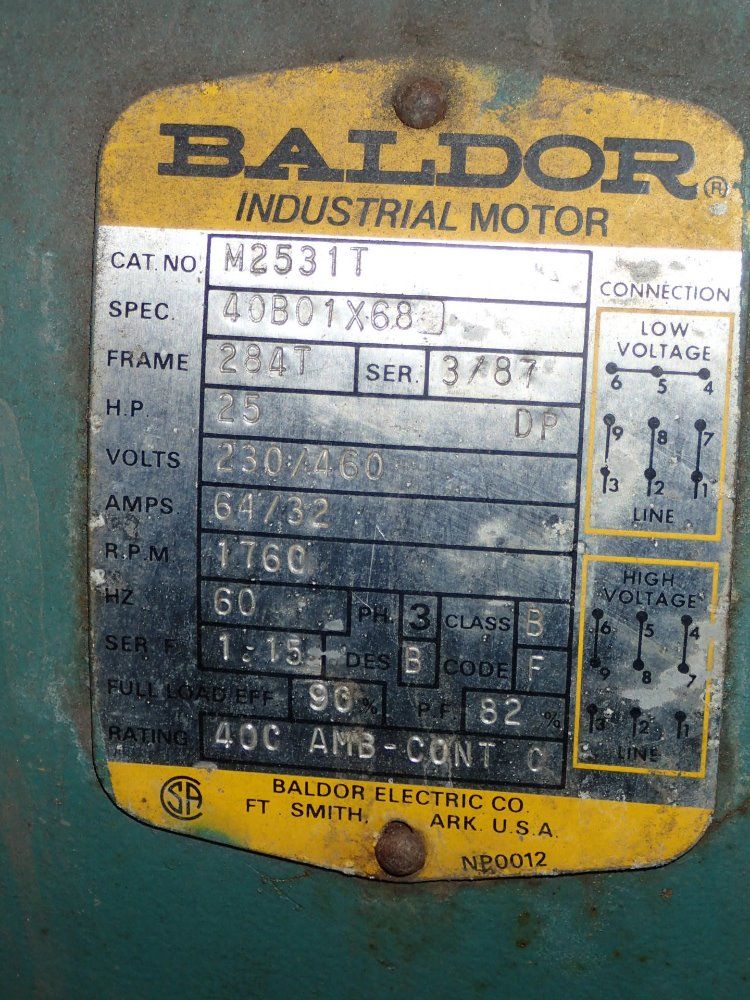 BALDOR®
INDUSTRIAL MOTOR
CAT. NO. M2531T
SPEC. 40B01X68
FRAME 284T SER. 3/87
H.P. 25 DP
VOLTS 230/460
AMPS 64/32
R.P.M 1760
HZ 60 PH. 3 CLASS B
SER F. 1.15 DES B CODE F
FULL LOAD EFF 90 % P.F. 82 %
RATING 40C AMB-CONT
CONNECTION
LOW
VOLTAGE
6 5 4
9 8 7
3 2 1
LINE
HIGH
VOLTAGE
6 5 4
9 8 7
3 2 1
LINE
SA
BALDOR ELECTRIC CO.
FT. SMITH, ARK. U.S.A.
NP0012